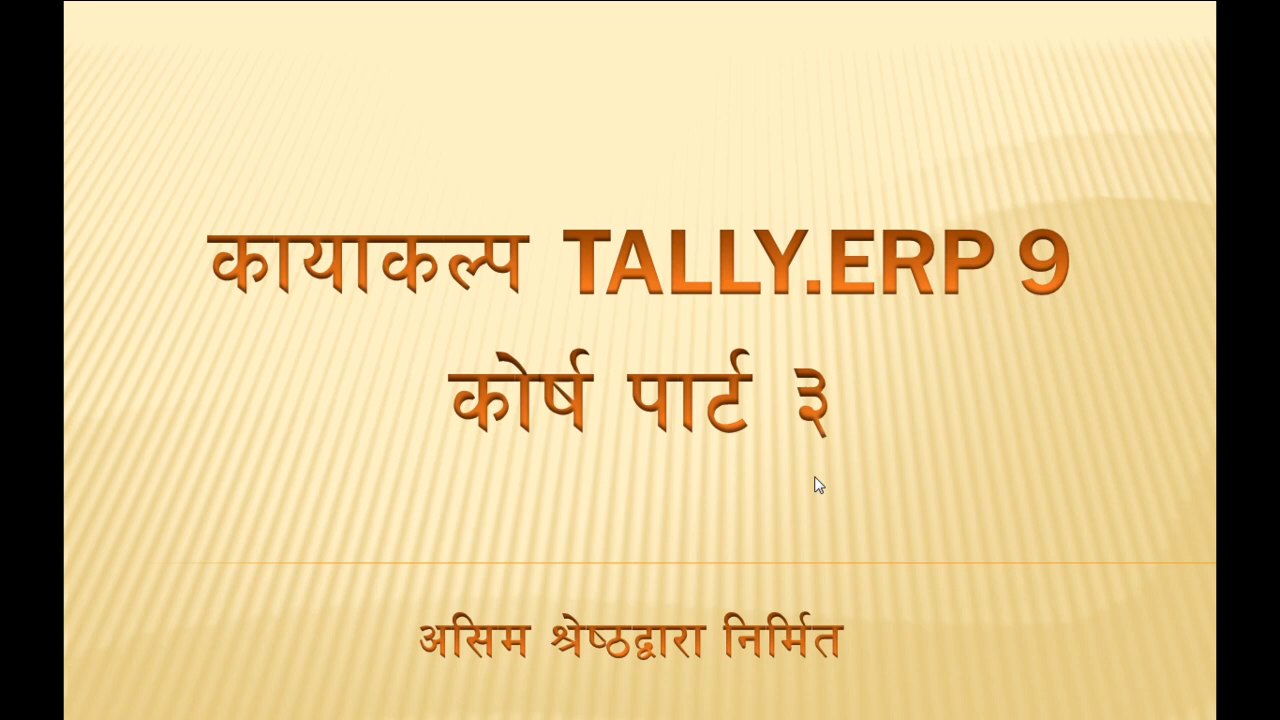 कायाकल्प TALLY.ERP 9
कोर्ष पार्ट ३
असिम श्रेष्ठद्वारा निर्मित